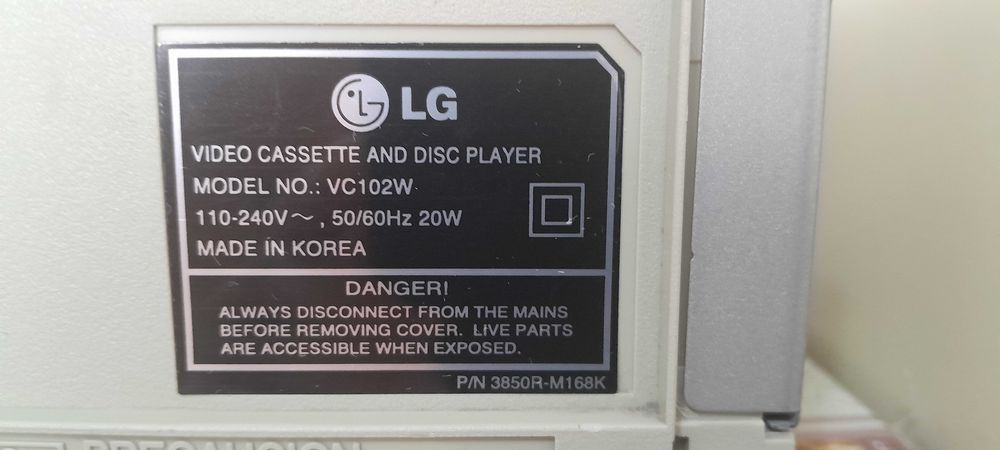 LG
VIDEO CASSETTE AND DISC PLAYER
MODEL NO.: VC102W
110-240V～, 50/60Hz 20W
MADE IN KOREA
DANGER!
ALWAYS DISCONNECT FROM THE MAINS
BEFORE REMOVING COVER. LIVE PARTS
ARE ACCESSIBLE WHEN EXPOSED.
P/N 3850R-M168K